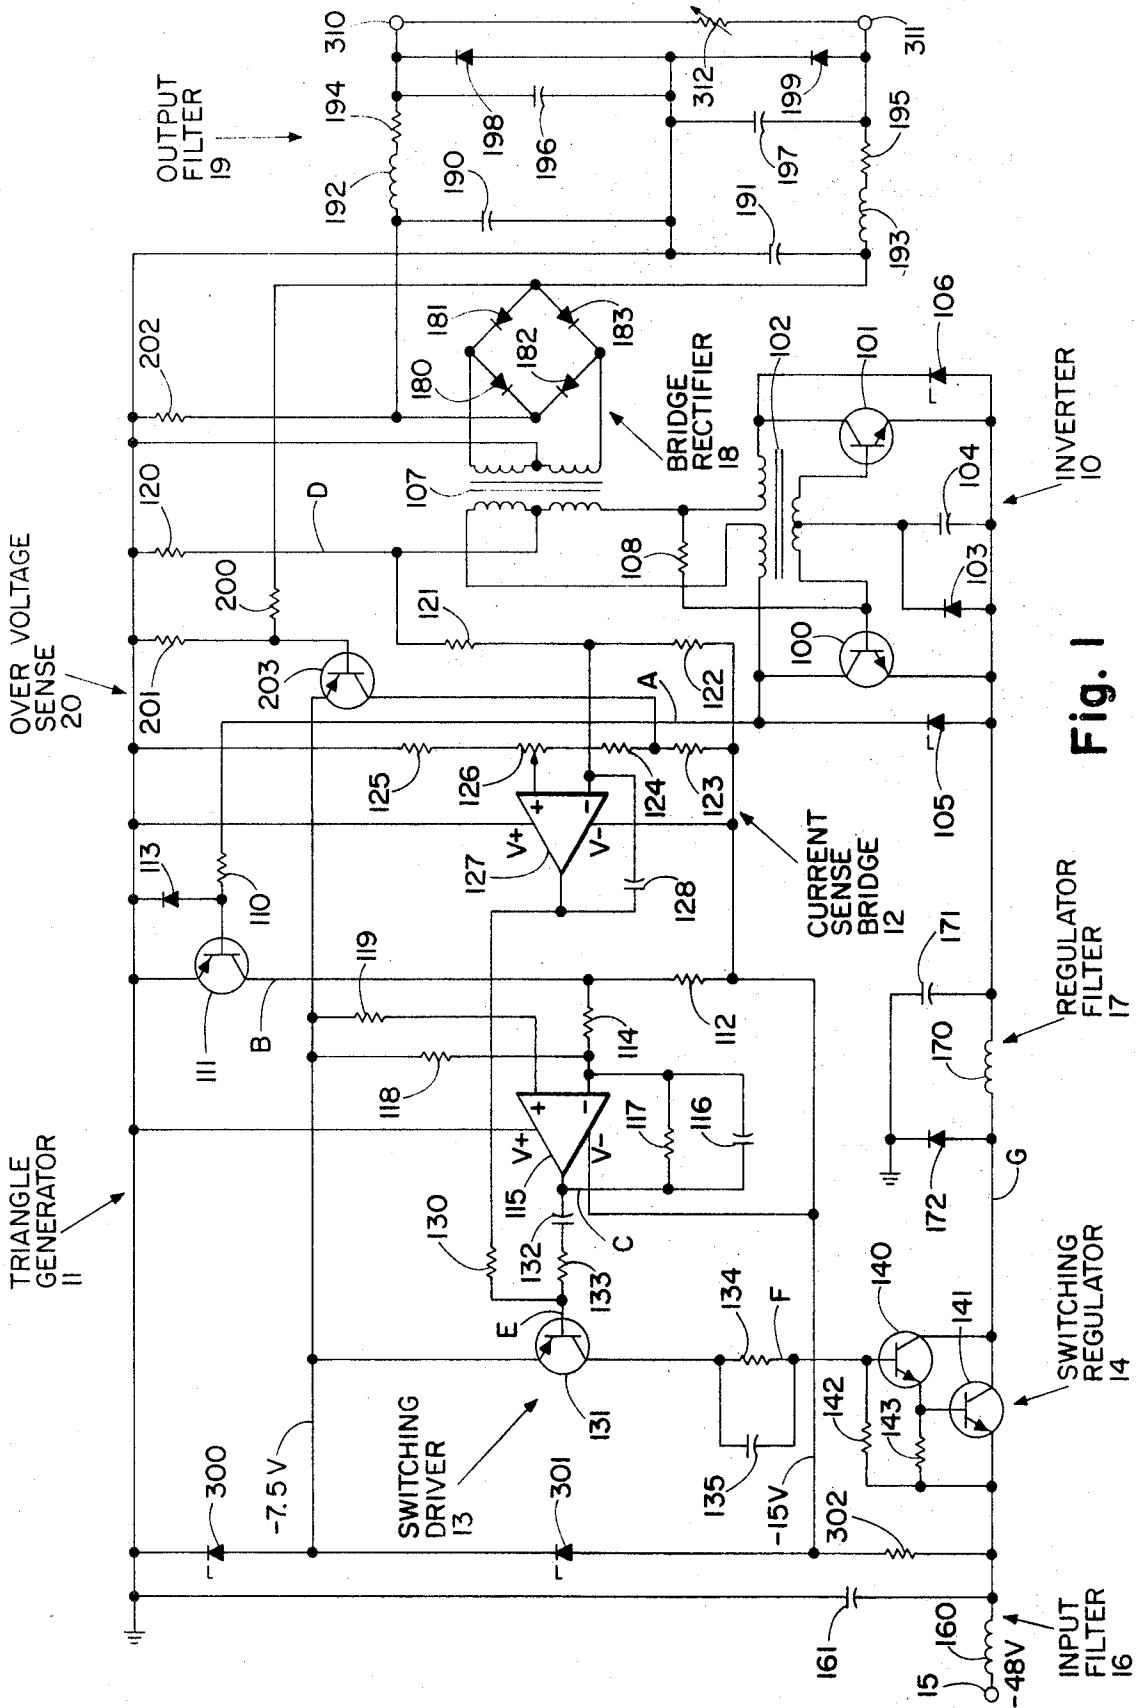 TRIANGLE
GENERATOR
11
OVER VOLTAGE
SENSE
20
OUTPUT
FILTER
19
111
B
113
110
201
203
200
120
202
300
-7.5V
118
119
125
D
192
194
310
SWITCHING
DRIVER
13
301
E
131
130
132
133
C
115
V+
+
-
V-
117
116
114
127
V+
+
-
V-
126
124
128
121
107
180
181
182
183
190
198
196
135
134
F
112
123
122
A
108
BRIDGE
RECTIFIER
18
191
197
312
199
-15V
302
142
143
140
141
CURRENT
SENSE
BRIDGE
12
105
100
103
102
104
101
106
193
195
311
161
15
-48V
160
INPUT
FILTER
16
SWITCHING
REGULATOR
14
172
G
170
171
REGULATOR
FILTER
17
INVERTER
10
Fig. 1